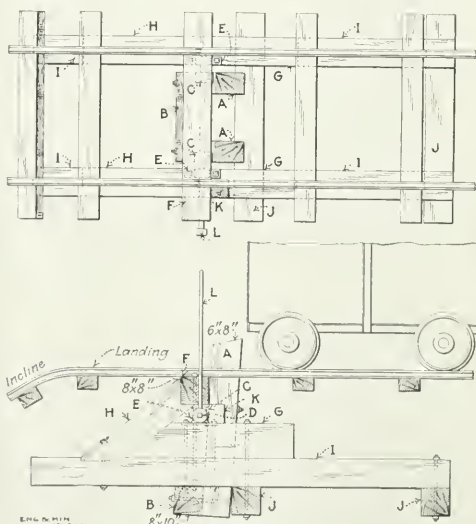 H
E
I
I
G
C
A
B
A
J
C
I
H
E
G
I
F
K
J
L
L
6"x8"
A
Landing
F
Incline
8"x8"
C
K
E
D
H
G
I
B
J
J
8"x10"
ENG & MIN